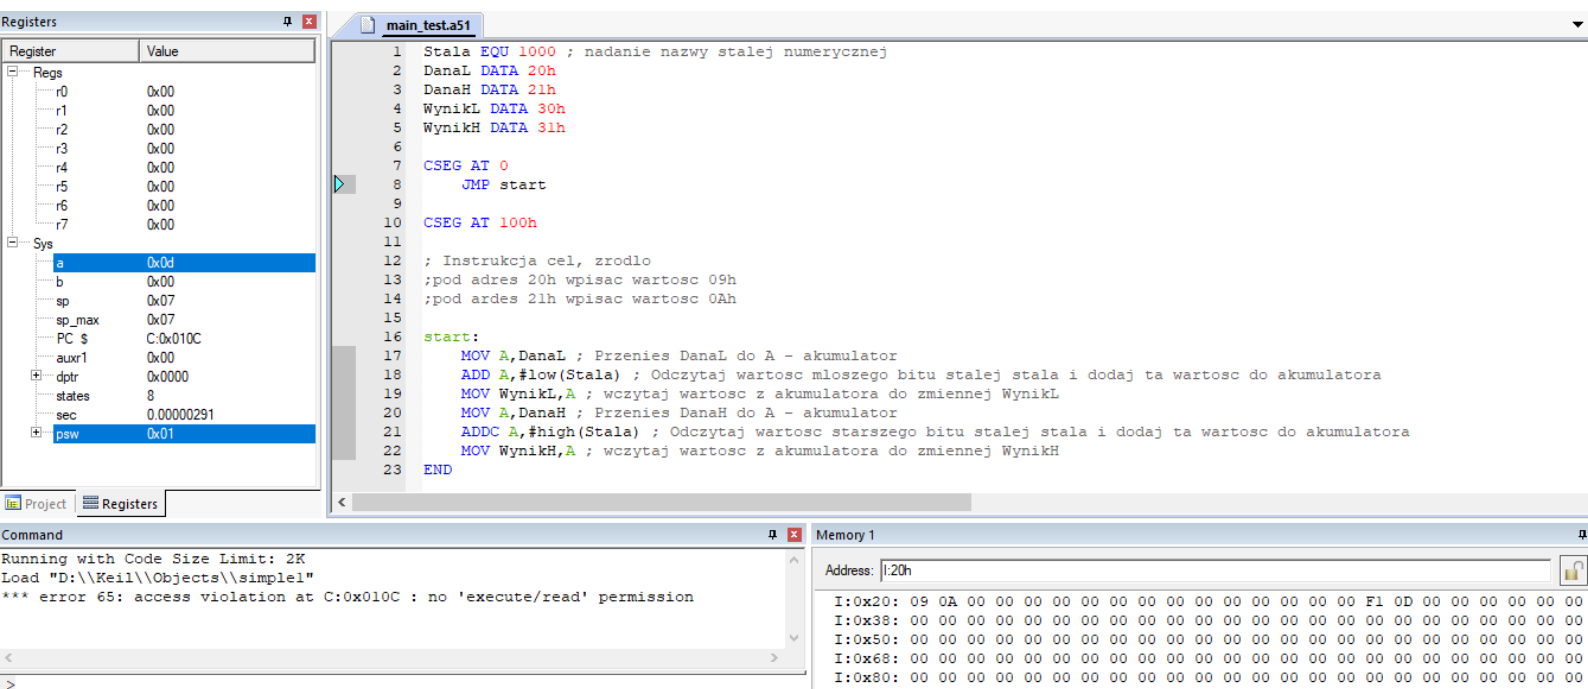 Registers
Register Value
Regs
r0 0x00
r1 0x00
r2 0x00
r3 0x00
r4 0x00
r5 0x00
r6 0x00
r7 0x00
Sys
a 0x0d
b 0x00
sp 0x07
sp_max 0x07
PC $ C:0x010C
auxr1 0x00
dptr 0x0000
states 8
sec 0.00000291
psw 0x01
Project Registers
main_test.a51
1 Stala EQU 1000 ; nadanie nazwy stalej numerycznej
2 DanaL DATA 20h
3 DanaH DATA 21h
4 WynikL DATA 30h
5 WynikH DATA 31h
6
7 CSEG AT 0
8 JMP start
9
10 CSEG AT 100h
11
12 ; Instrukcja cel, zrodlo
13 ;pod adres 20h wpisac wartosc 09h
14 ;pod ardes 21h wpisac wartosc 0Ah
15
16 start:
17 MOV A,DanaL ; Przenies DanaL do A - akumulator
18 ADD A,#low(Stala) ; Odczytaj wartosc mloszego bitu stalej stala i dodaj ta wartosc do akumulatora
19 MOV WynikL,A ; wczytaj wartosc z akumulatora do zmiennej WynikL
20 MOV A,DanaH ; Przenies DanaH do A - akumulator
21 ADDC A,#high(Stala) ; Odczytaj wartosc starszego bitu stalej stala i dodaj ta wartosc do akumulatora
22 MOV WynikH,A ; wczytaj wartosc z akumulatora do zmiennej WynikH
23 END
Command
Running with Code Size Limit: 2K
Load "D:\\Keil\\Objects\\simple1"
*** error 65: access violation at C:0x010C : no 'execute/read' permission
>
Memory 1
Address: I:20h
I:0x20: 09 0A 00 00 00 00 00 00 00 00 00 00 00 00 00 00 F1 0D 00 00 00 00 00 00
I:0x38: 00 00 00 00 00 00 00 00 00 00 00 00 00 00 00 00 00 00 00 00 00 00 00 00
I:0x50: 00 00 00 00 00 00 00 00 00 00 00 00 00 00 00 00 00 00 00 00 00 00 00 00
I:0x68: 00 00 00 00 00 00 00 00 00 00 00 00 00 00 00 00 00 00 00 00 00 00 00 00
I:0x80: 00 00 00 00 00 00 00 00 00 00 00 00 00 00 00 00 00 00 00 00 00 00 00 00